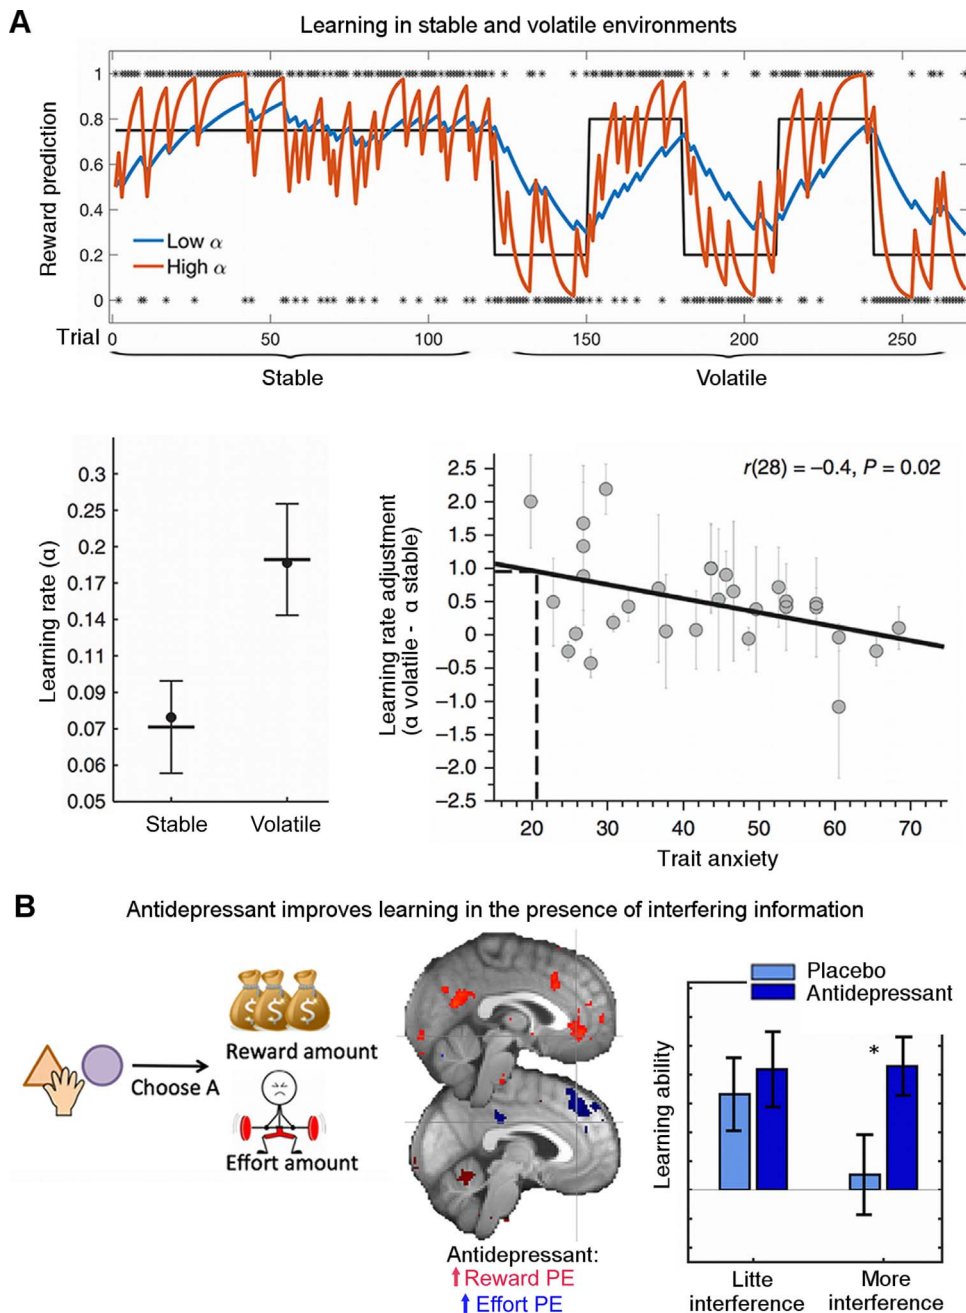 A
Learning in stable and volatile environments
Reward prediction
1
0.8
0.6
0.4
0.2
0
Low α
High α
Trial
0 50 100 150 200 250
Stable Volatile
Learning rate (α)
0.3
0.25
0.2
0.17
0.14
0.11
0.09
0.07
0.06
0.05
Stable Volatile
Learning rate adjustment
(α volatile - α stable)
r(28) = −0.4, P = 0.02
2.5
2.0
1.5
1.0
0.5
0
−0.5
−1.0
−1.5
−2.0
−2.5
20 30 40 50 60 70
Trait anxiety
B
Antidepressant improves learning in the presence of interfering information
Choose A
$ $ $
Reward amount
Effort amount
Antidepressant:
↑Reward PE
↑Effort PE
Placebo
Antidepressant
Learning ability
*
Litte
interference
More
interference